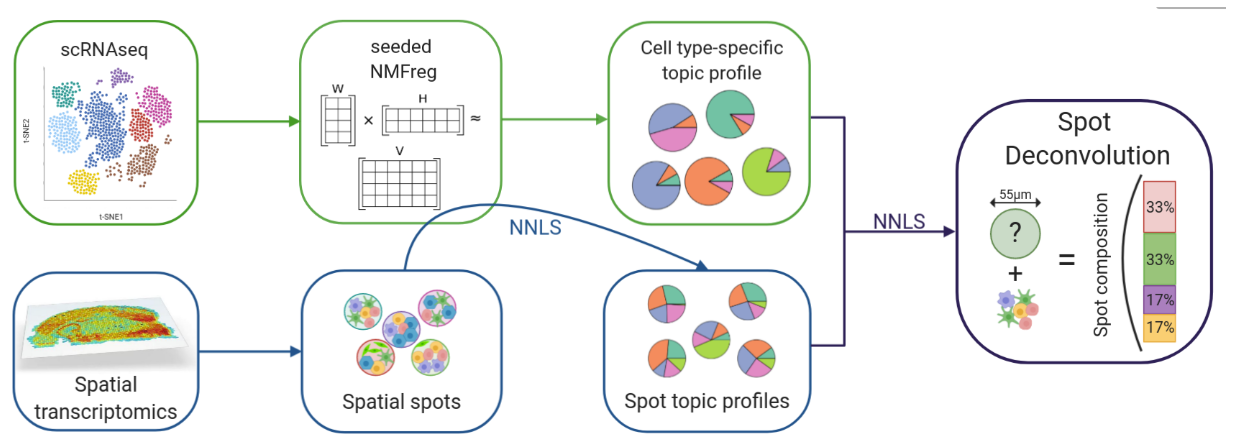 scRNAseq
t-SNE2
t-SNE1
seeded
NMFreg
W
×
H
≈
V
Cell type-specific
topic profile
NNLS
Spatial
transcriptomics
Spatial spots
Spot topic profiles
NNLS
Spot
Deconvolution
55μm
?
+
=
Spot composition
33%
33%
17%
17%